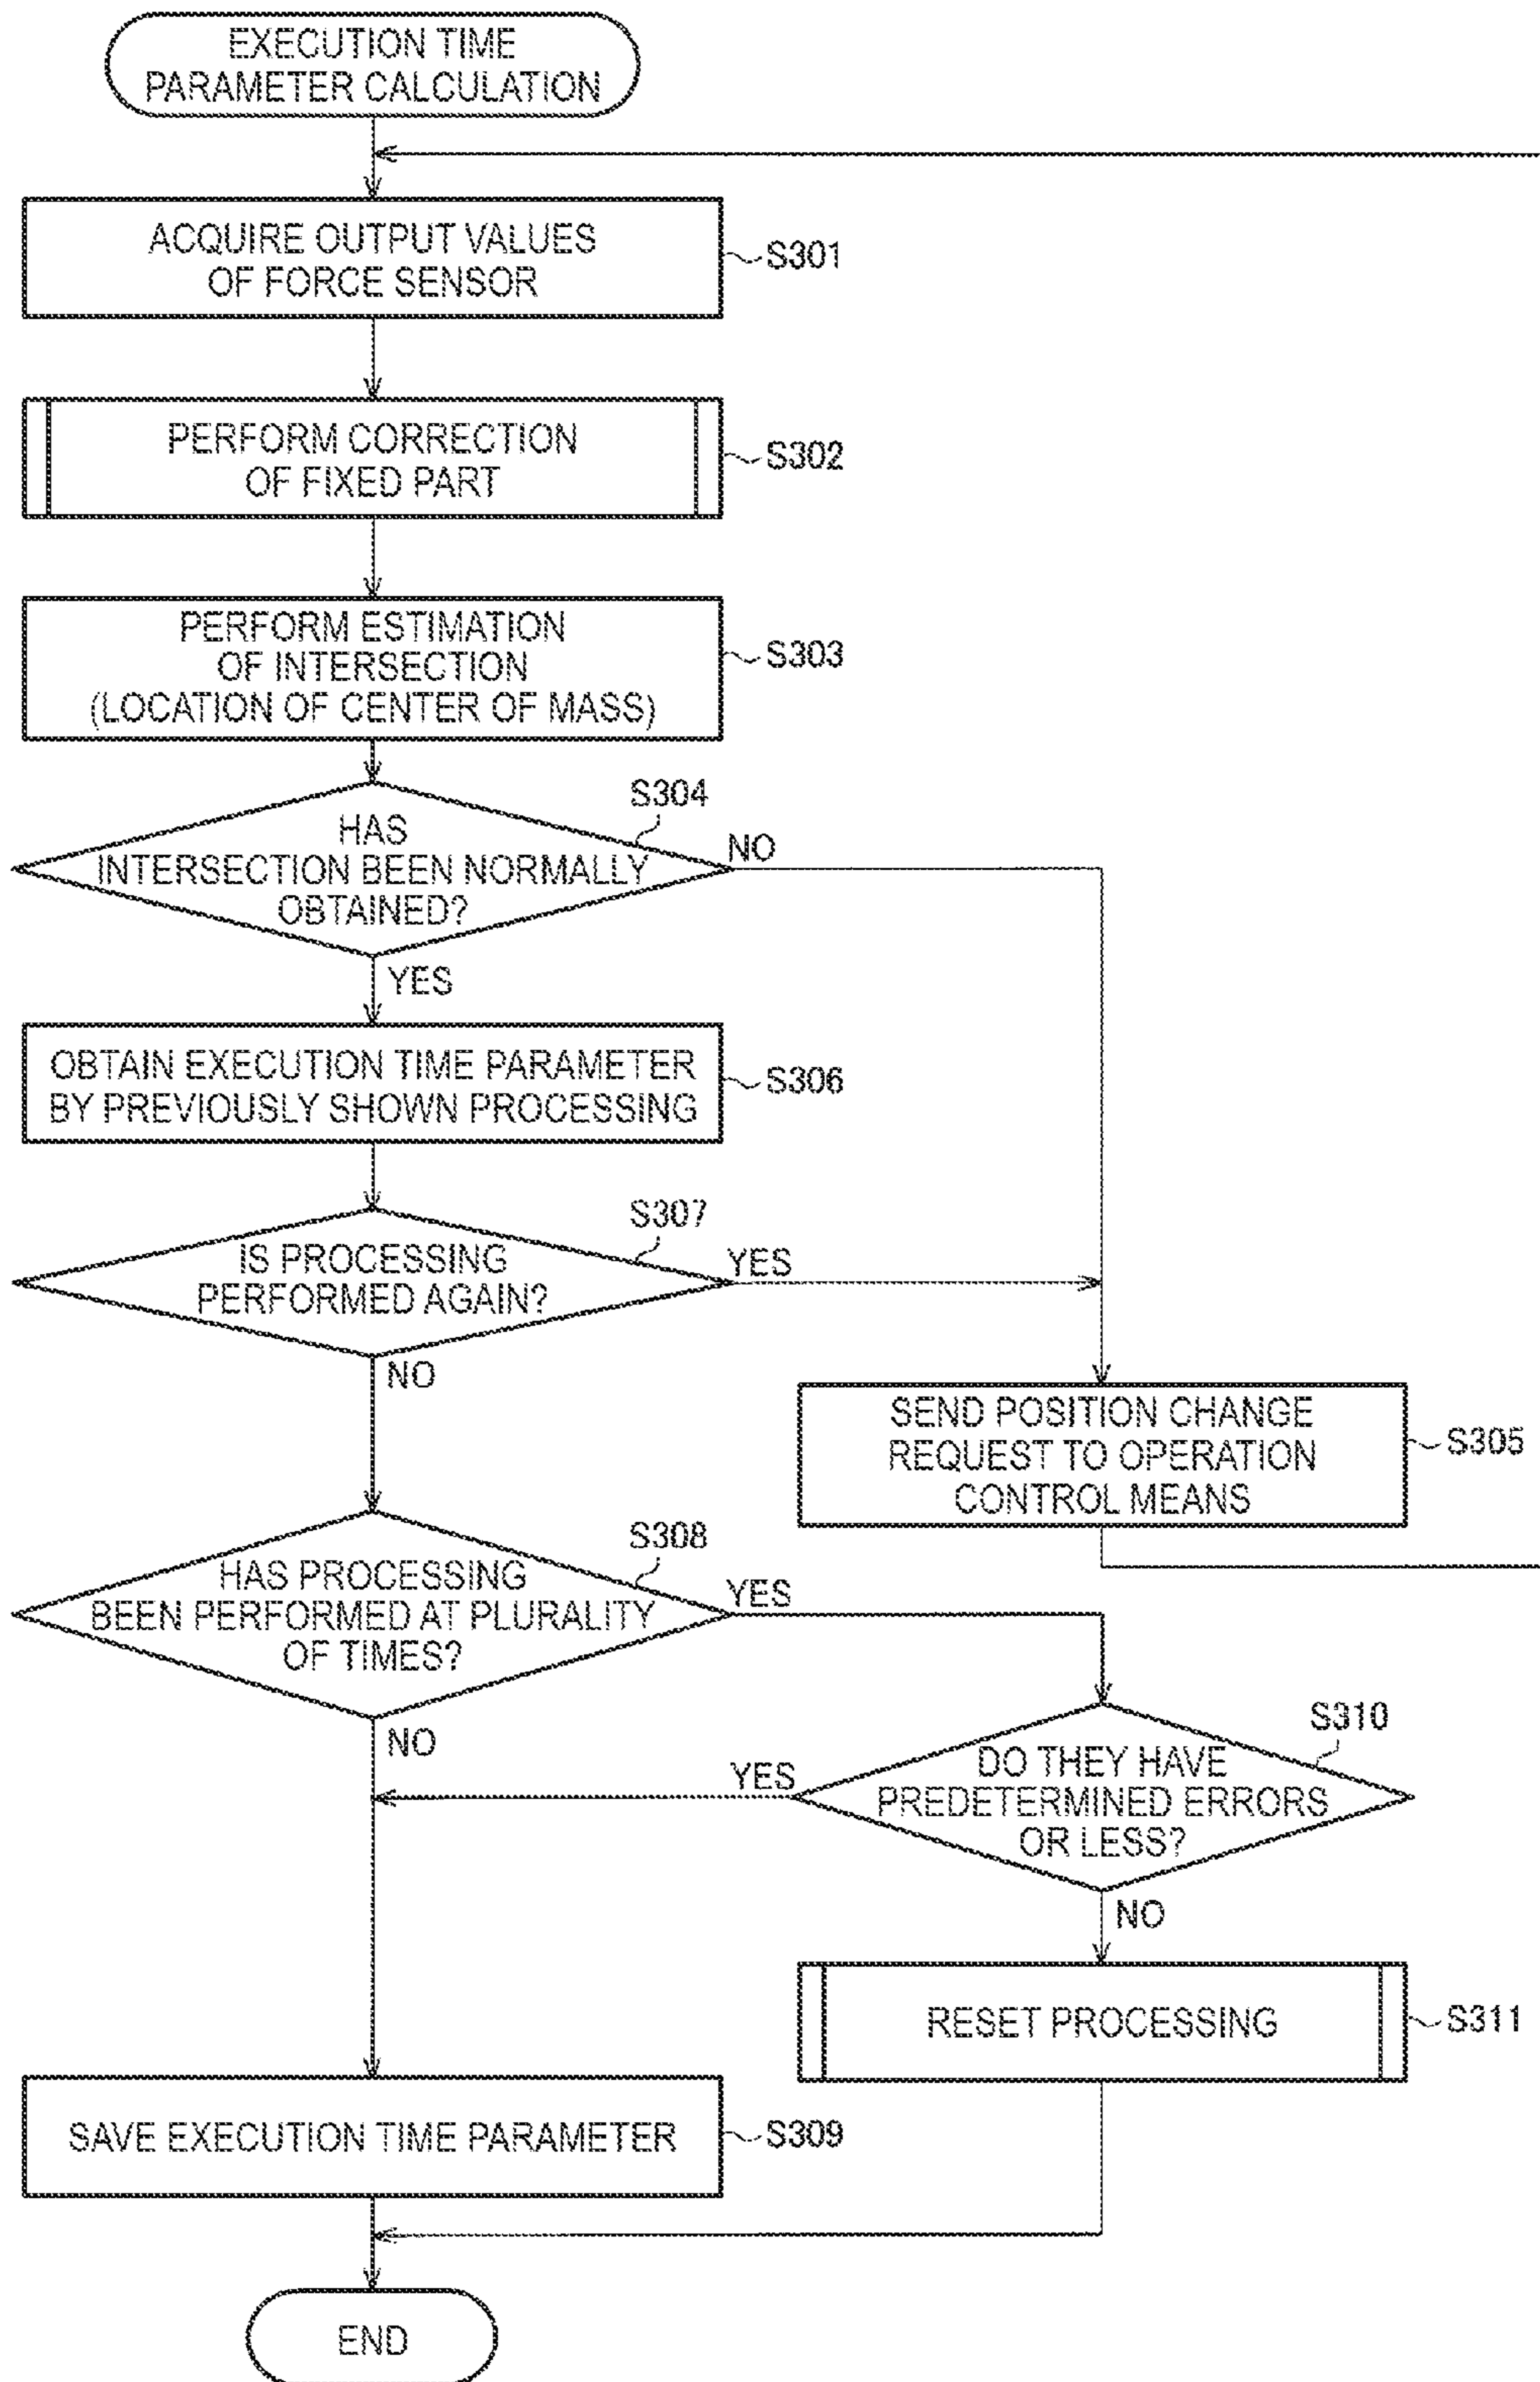 EXECUTION TIME
PARAMETER CALCULATION
ACQUIRE OUTPUT VALUES
OF FORCE SENSOR
S301
PERFORM CORRECTION
OF FIXED PART
S302
PERFORM ESTIMATION
OF INTERSECTION
(LOCATION OF CENTER OF MASS)
S303
S304
HAS
INTERSECTION BEEN NORMALLY
OBTAINED?
NO
YES
OBTAIN EXECUTION TIME PARAMETER
BY PREVIOUSLY SHOWN PROCESSING
S306
S307
IS PROCESSING
PERFORMED AGAIN?
YES
NO
SEND POSITION CHANGE
REQUEST TO OPERATION
CONTROL MEANS
S305
S308
HAS PROCESSING
BEEN PERFORMED AT PLURALITY
OF TIMES?
YES
NO
S310
DO THEY HAVE
PREDETERMINED ERRORS
OR LESS?
YES
NO
RESET PROCESSING
S311
SAVE EXECUTION TIME PARAMETER
S309
END